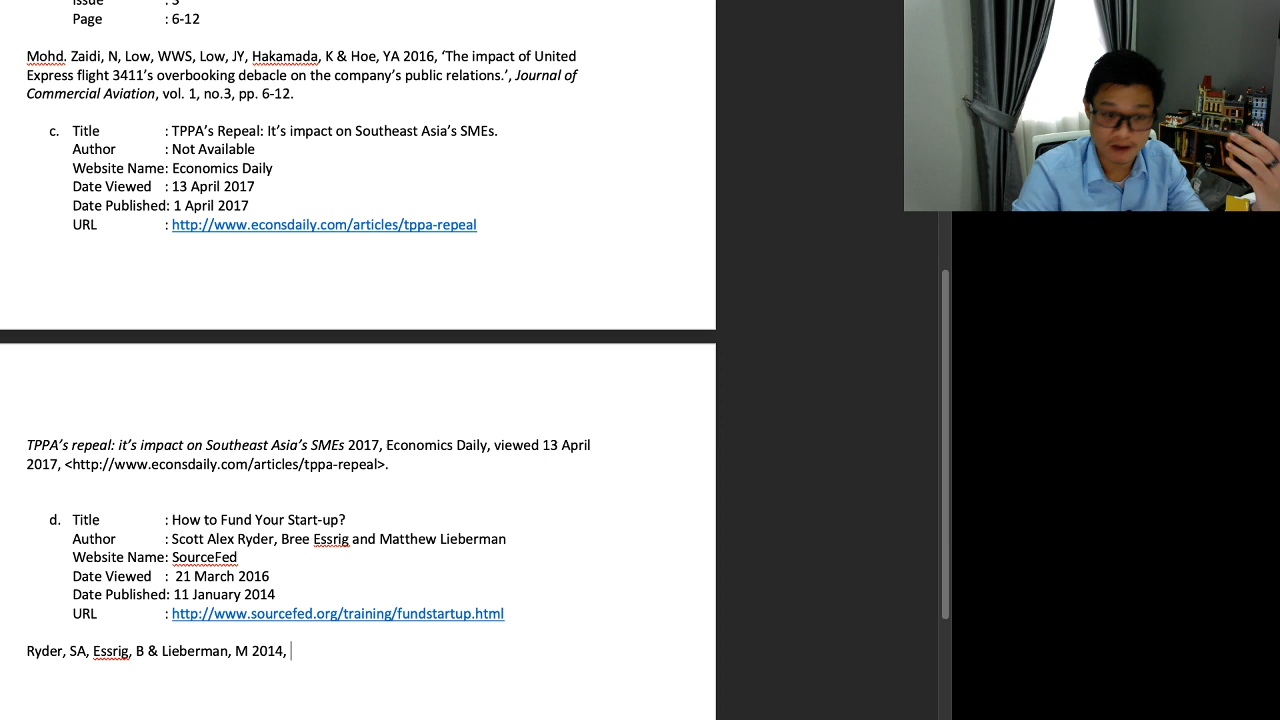 Issue : 3
Page : 6-12
Mohd. Zaidi, N, Low, WWS, Low, JY, Hakamada, K & Hoe, YA 2016, ‘The impact of United
Express flight 3411’s overbooking debacle on the company’s public relations.’, Journal of
Commercial Aviation, vol. 1, no.3, pp. 6-12.
c. Title : TPPA’s Repeal: It’s impact on Southeast Asia’s SMEs.
Author : Not Available
Website Name: Economics Daily
Date Viewed : 13 April 2017
Date Published: 1 April 2017
URL : http://www.econsdaily.com/articles/tppa-repeal
TPPA’s repeal: it’s impact on Southeast Asia’s SMEs 2017, Economics Daily, viewed 13 April
2017, <http://www.econsdaily.com/articles/tppa-repeal>.
d. Title : How to Fund Your Start-up?
Author : Scott Alex Ryder, Bree Essrig and Matthew Lieberman
Website Name: SourceFed
Date Viewed : 21 March 2016
Date Published: 11 January 2014
URL : http://www.sourcefed.org/training/fundstartup.html
Ryder, SA, Essrig, B & Lieberman, M 2014,